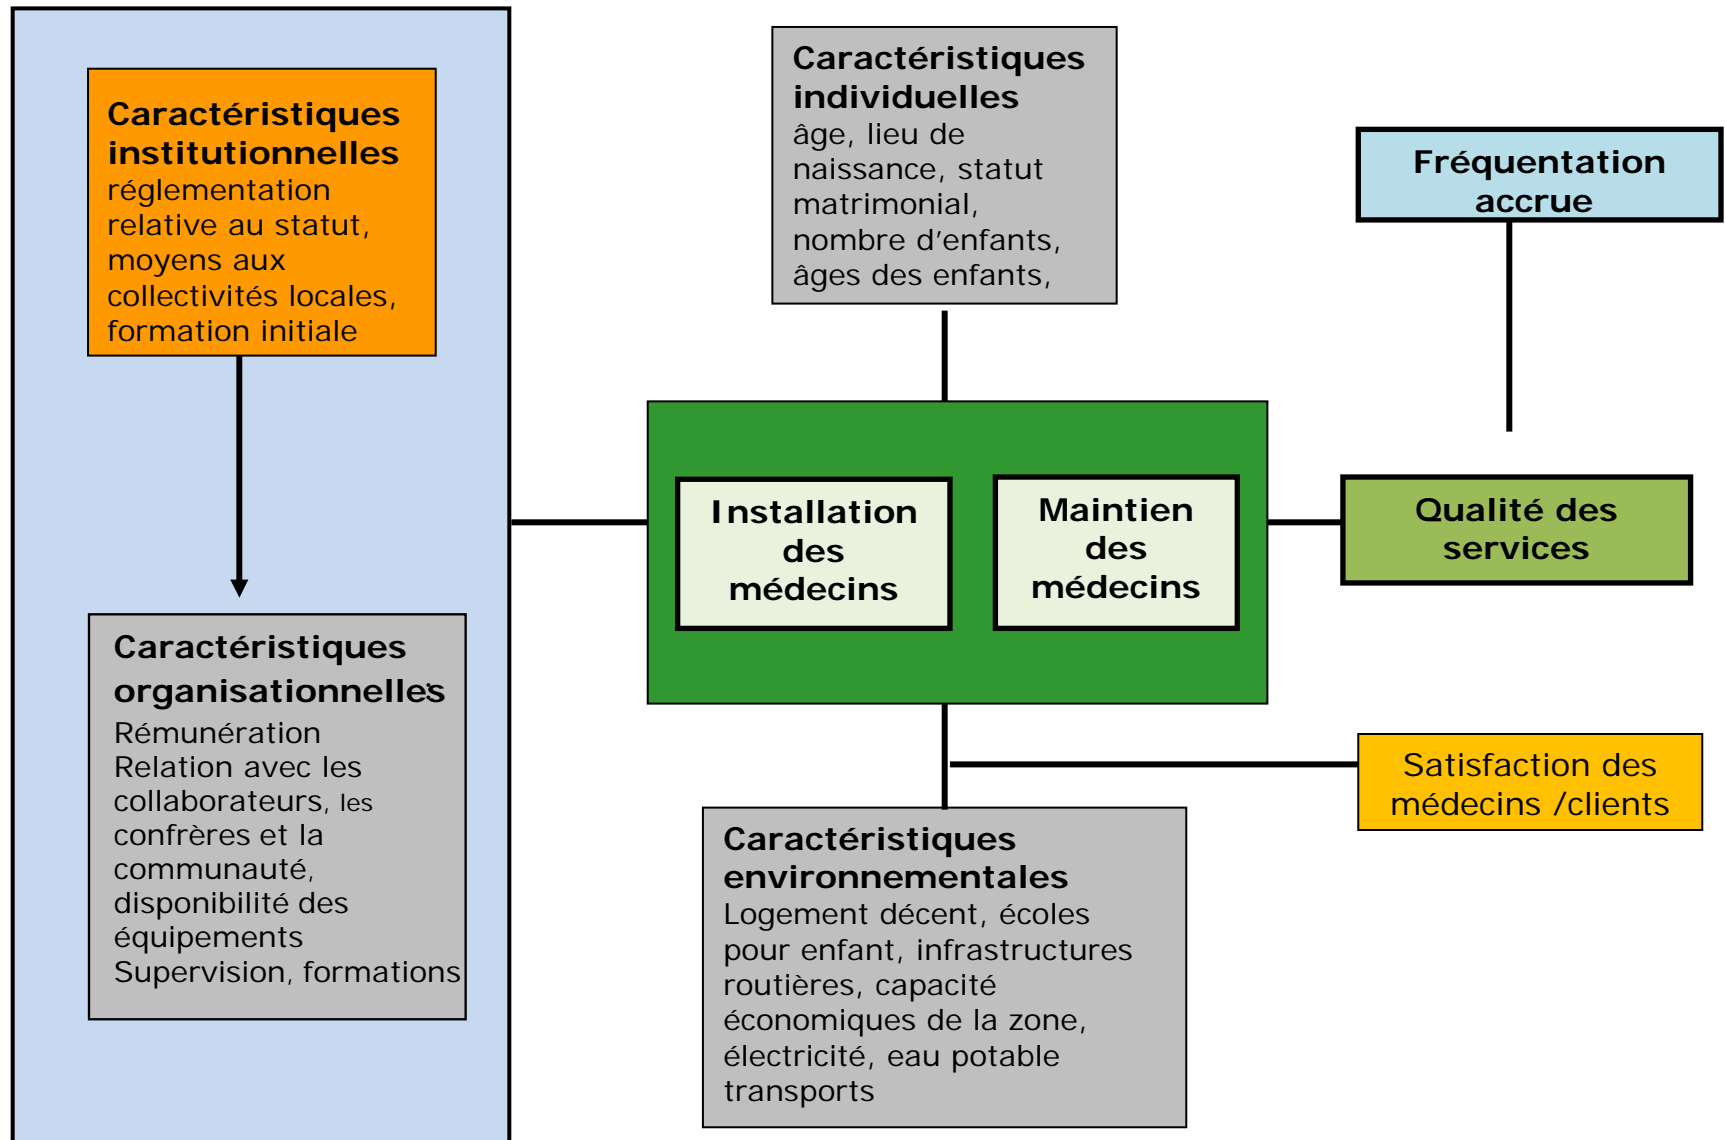 Caractéristiques
institutionnelles
réglementation
relative au statut,
moyens aux
collectivités locales,
formation initiale
Caractéristiques
organisationnelles
Rémunération
Relation avec les
collaborateurs, les
confrères et la
communauté,
disponibilité des
équipements
Supervision, formations
Caractéristiques
individuelles
âge, lieu de
naissance, statut
matrimonial,
nombre d’enfants,
âges des enfants,
Installation
des
médecins
Maintien
des
médecins
Caractéristiques
environnementales
Logement décent, écoles
pour enfant, infrastructures
routières, capacité
économiques de la zone,
électricité, eau potable
transports
Fréquentation
accrue
Qualité des
services
Satisfaction des
médecins /clients